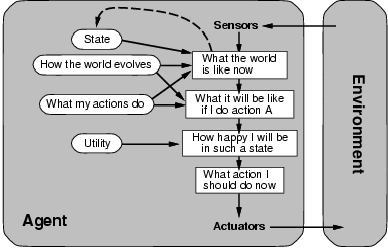 Sensors
State
How the world evolves
What the world
is like now
What my actions do
What it will be like
if I do action A
Utility
How happy I will be
in such a state
What action I
should do now
Agent
Actuators
Environment